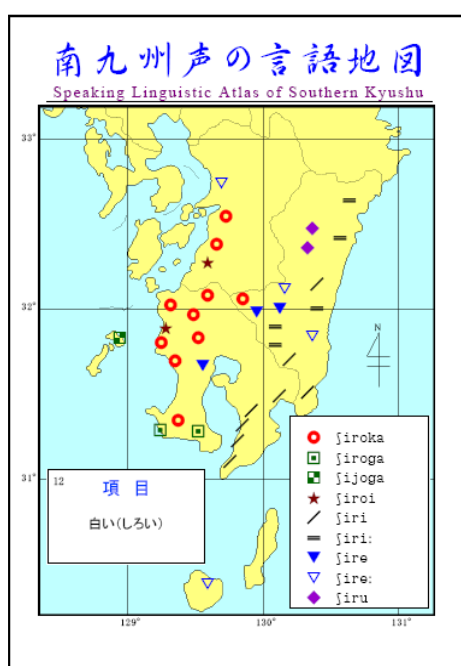 南九州声の言語地図
Speaking Linguistic Atlas of Southern Kyushu
33°
32°
31°
N
12
項 目
白い(しろい)
ʃiroka
ʃiroga
ʃijoga
ʃiroi
ʃiri
ʃiri:
ʃire
ʃire:
ʃiru
129°
130°
131°